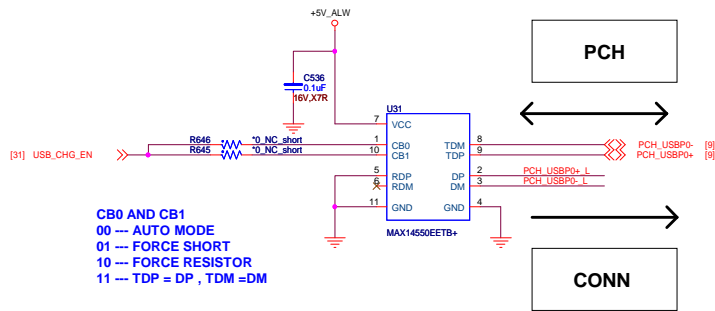 +5V_ALW
PCH
C536
0.1uF
16V,X7R
U31
7 VCC
R646 *0_NC_short 1 CB0 TDM 8 PCH_USBP0- [9]
[31] USB_CHG_EN R645 *0_NC_short 10 CB1 TDP 9 PCH_USBP0+ [9]
5 RDP DP 2 PCH_USBP0+_L
6 RDM DM 3 PCH_USBP0-_L
11 GND GND 4
MAX14550EETB+
CB0 AND CB1
00 --- AUTO MODE
01 --- FORCE SHORT
10 --- FORCE RESISTOR
11 --- TDP = DP , TDM =DM
CONN